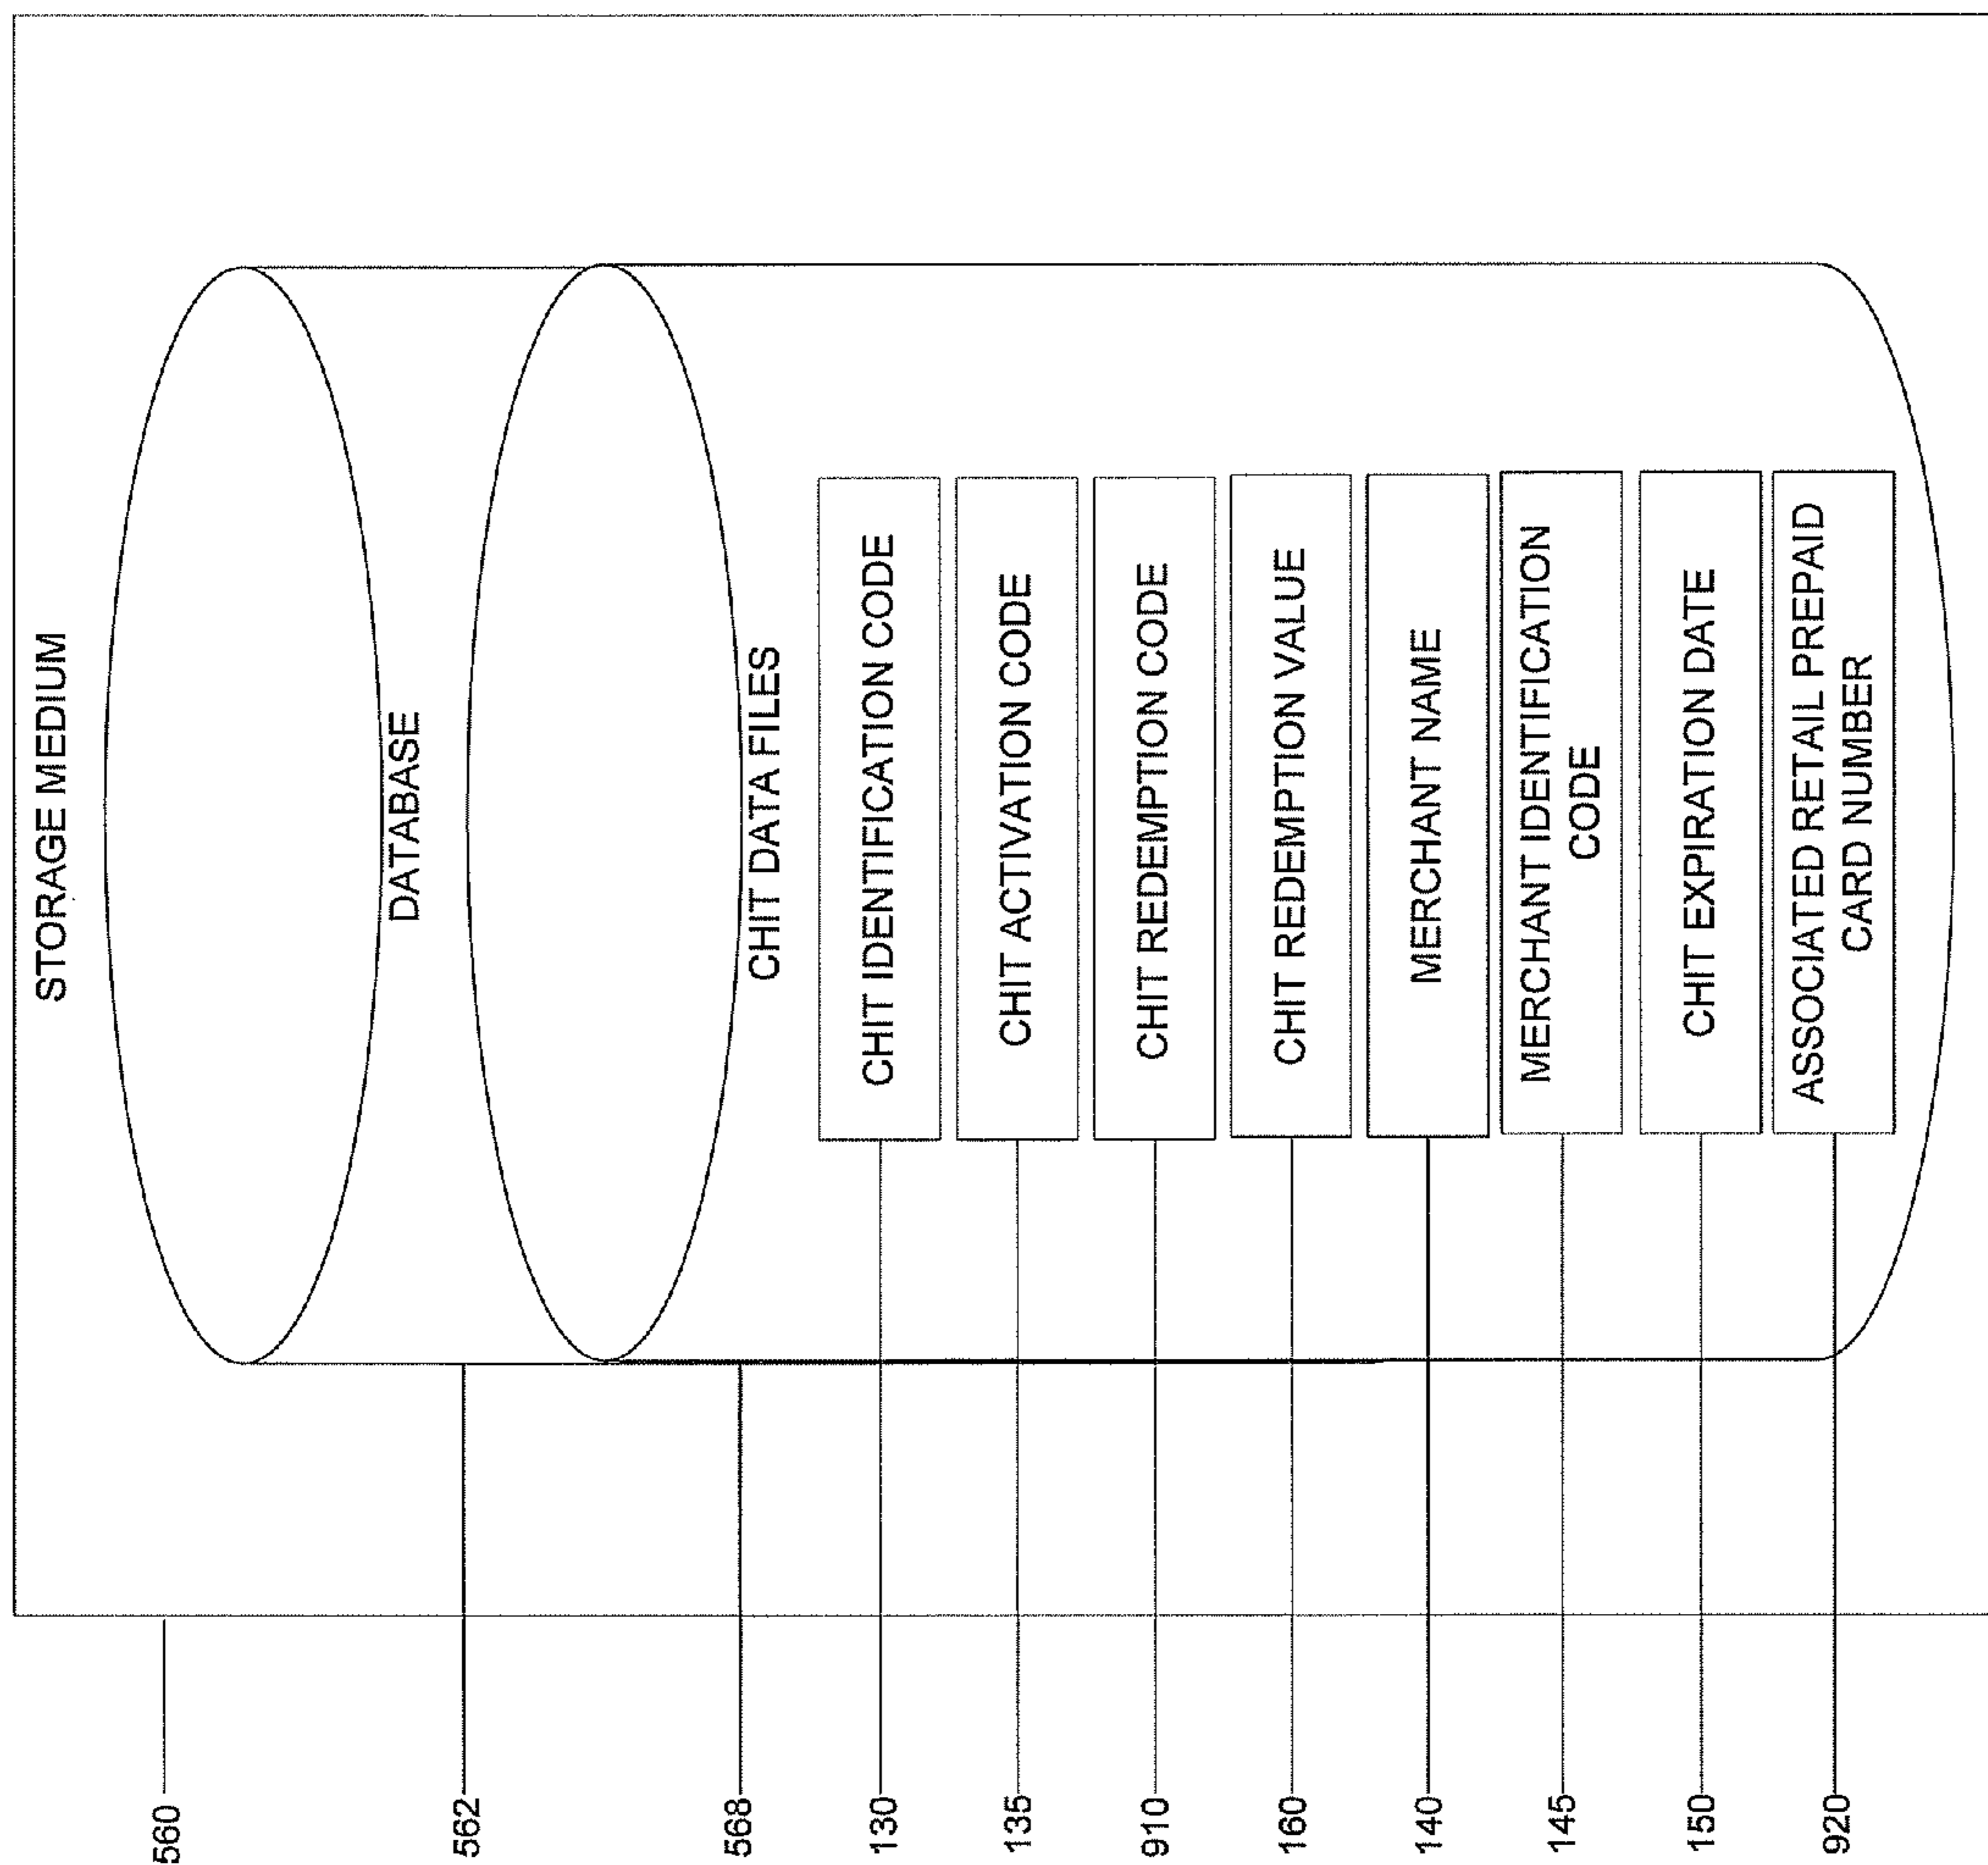 STORAGE MEDIUM
560
DATABASE
562
CHIT DATA FILES
568
CHIT IDENTIFICATION CODE
130
CHIT ACTIVATION CODE
135
CHIT REDEMPTION CODE
910
CHIT REDEMPTION VALUE
160
MERCHANT NAME
140
MERCHANT IDENTIFICATION
CODE
145
CHIT EXPIRATION DATE
150
ASSOCIATED RETAIL PREPAID
CARD NUMBER
920